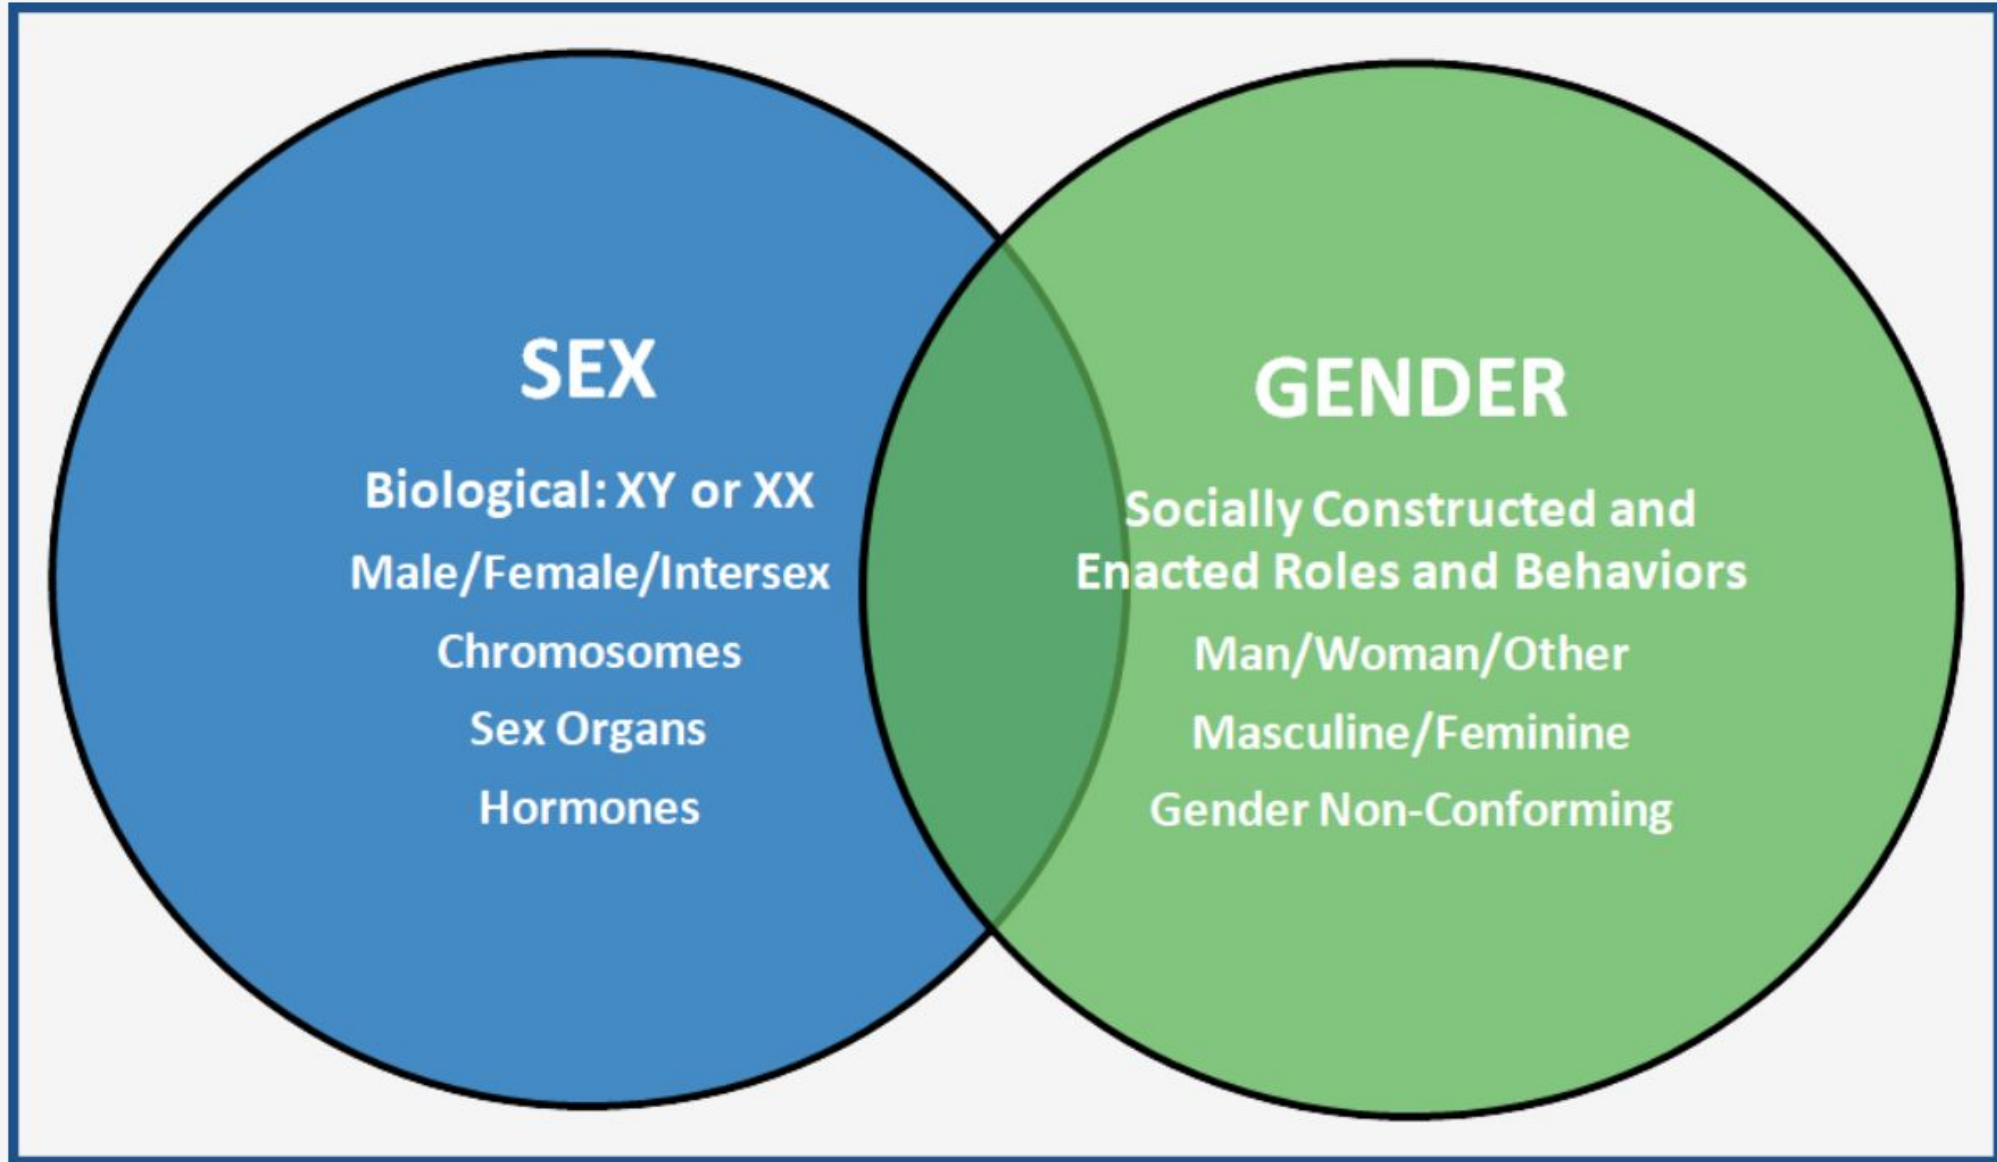 SEX
Biological: XY or XX
Male/Female/Intersex
Chromosomes
Sex Organs
Hormones
GENDER
Socially Constructed and
Enacted Roles and Behaviors
Man/Woman/Other
Masculine/Feminine
Gender Non-Conforming